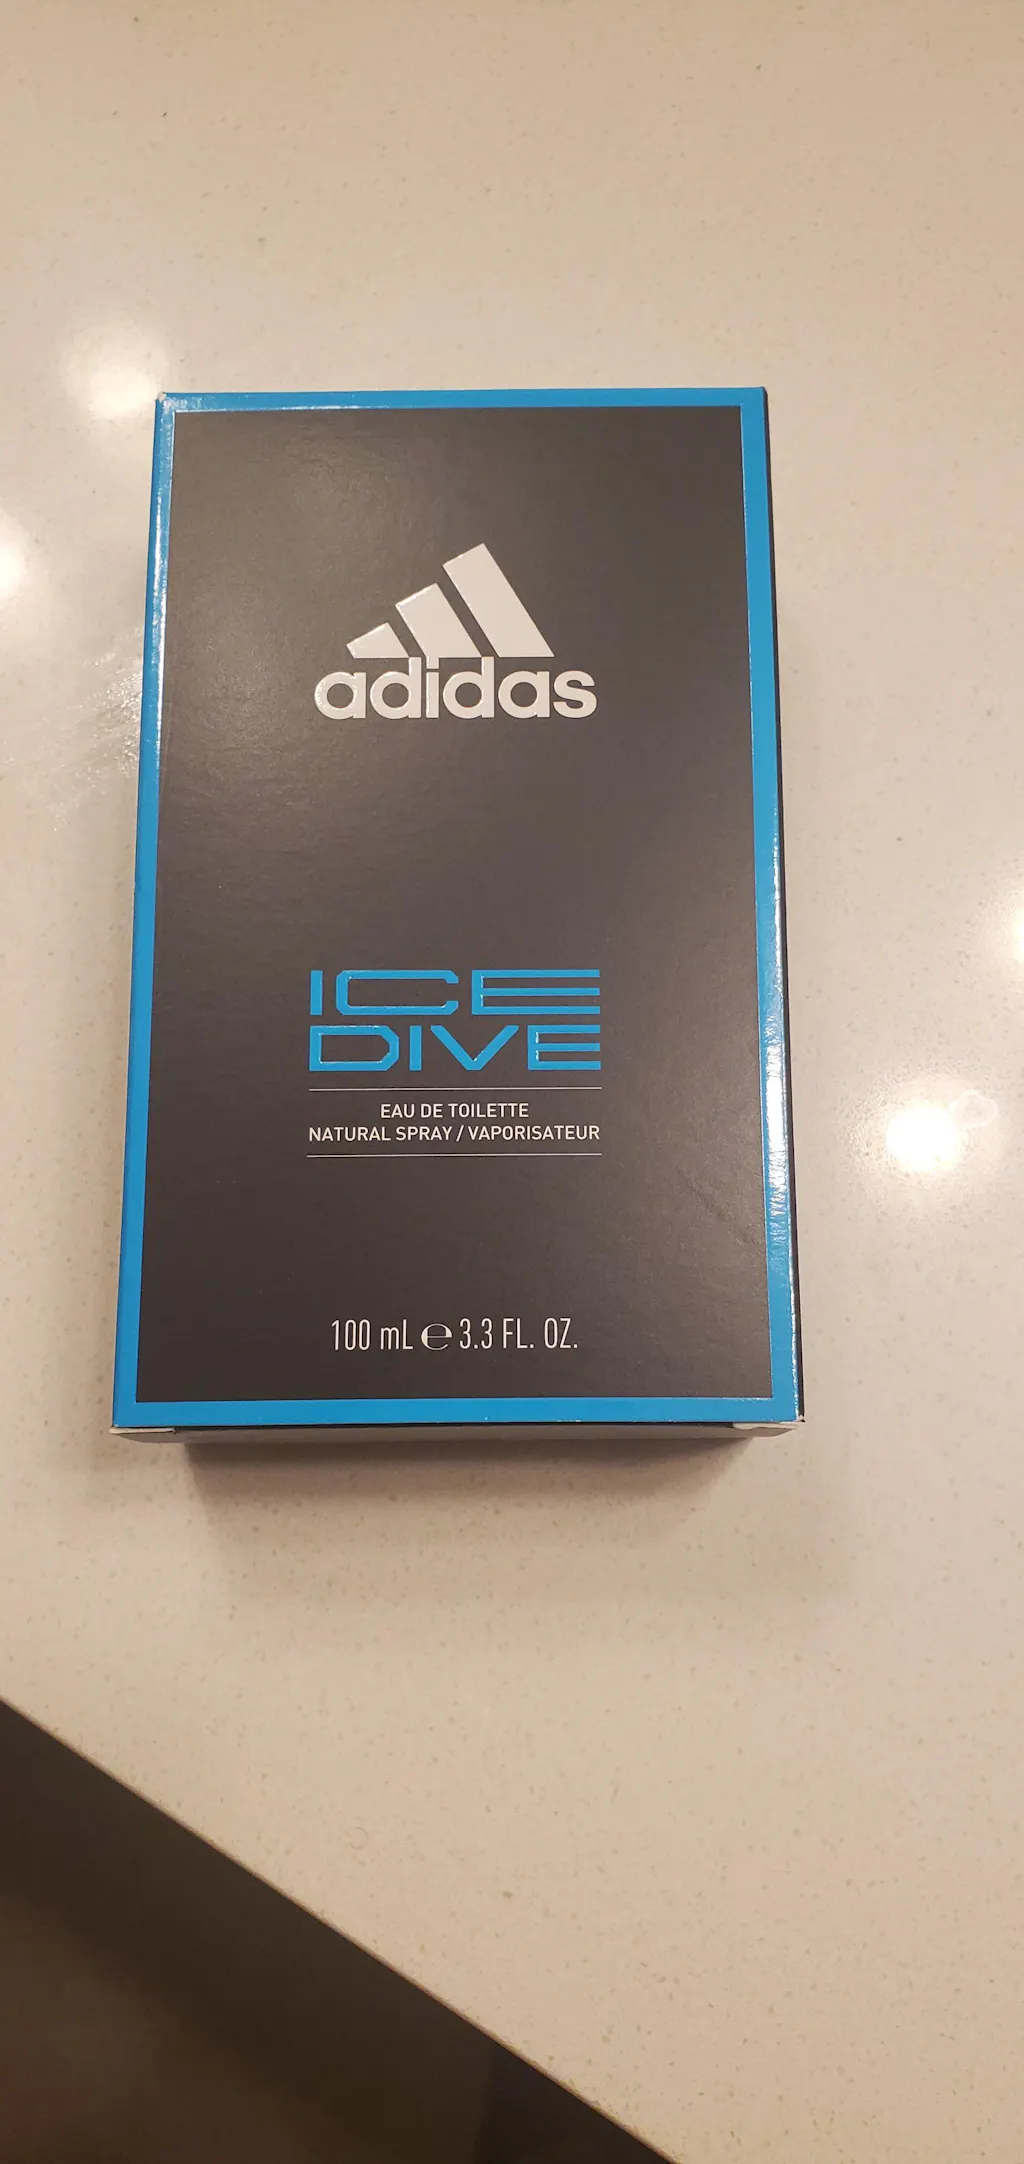 adidas
ICE
DIVE
EAU DE TOILETTE
NATURAL SPRAY / VAPORISATEUR
100 mL ℮ 3.3 FL. OZ.